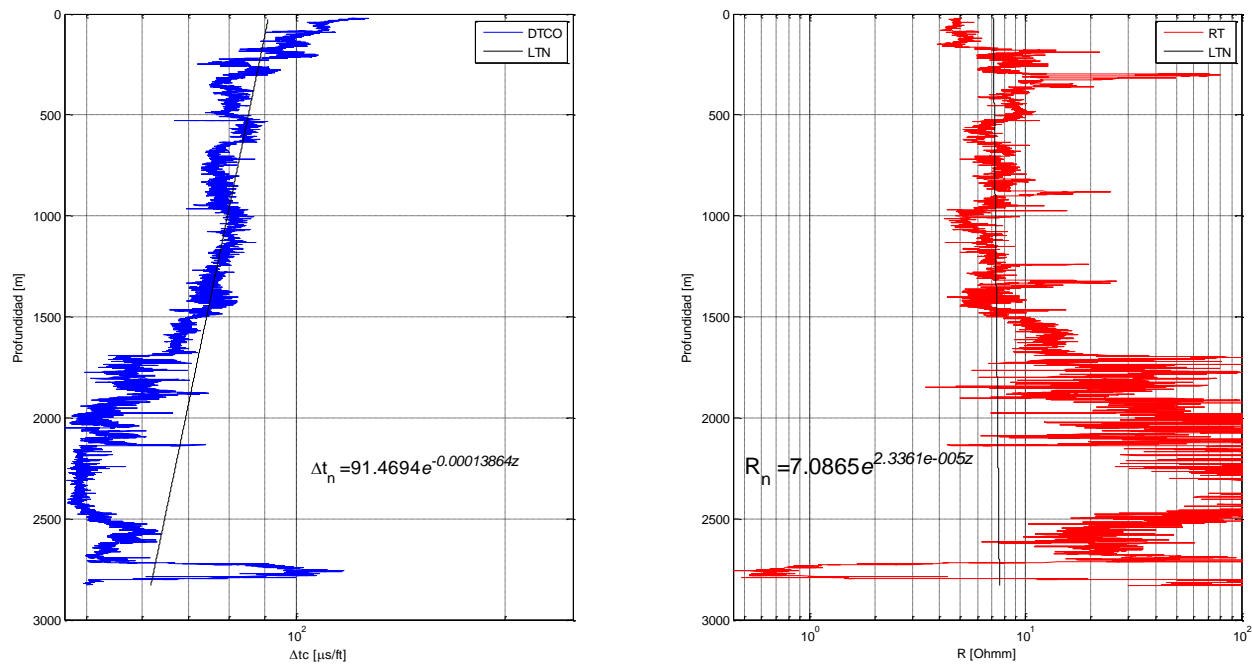 0
500
1000
1500
2000
2500
3000
Profundidad [m]
DTCO
LTN
Δt_n =91.4694e^-0.00013864z
10^2
Δtc [μs/ft]
0
500
1000
1500
2000
2500
3000
Profundidad [m]
RT
LTN
R_n =7.0865e^2.3361e-005z
10^0
10^1
10^2
R [Ohmm]